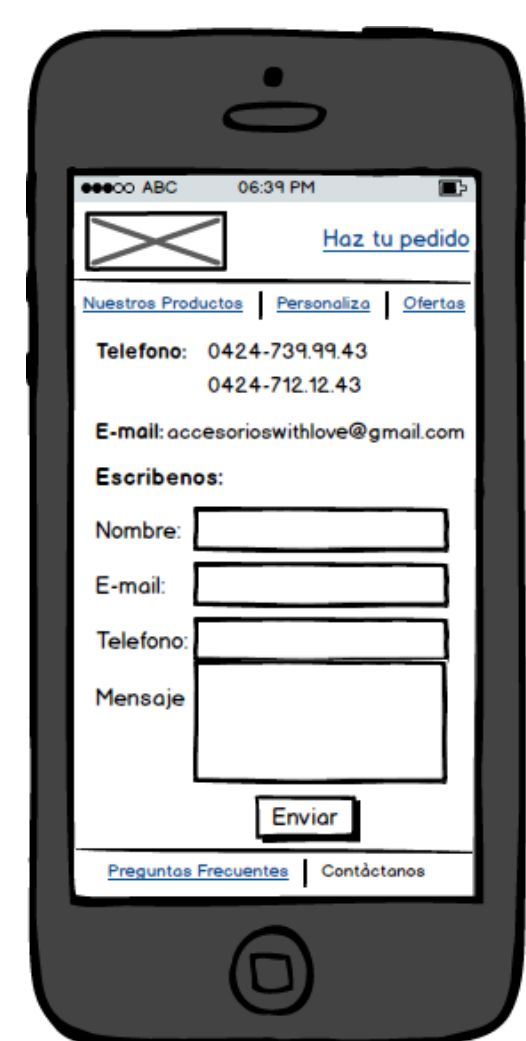 ABC 06:39 PM
Haz tu pedido
Nuestros Productos Personaliza Ofertas
Telefono: 0424-739.99.43
0424-712.12.43
E-mail: accesorioswithlove@gmail.com
Escribenos:
Nombre:
E-mail:
Telefono:
Mensaje
Enviar
Preguntas Frecuentes Contàctanos